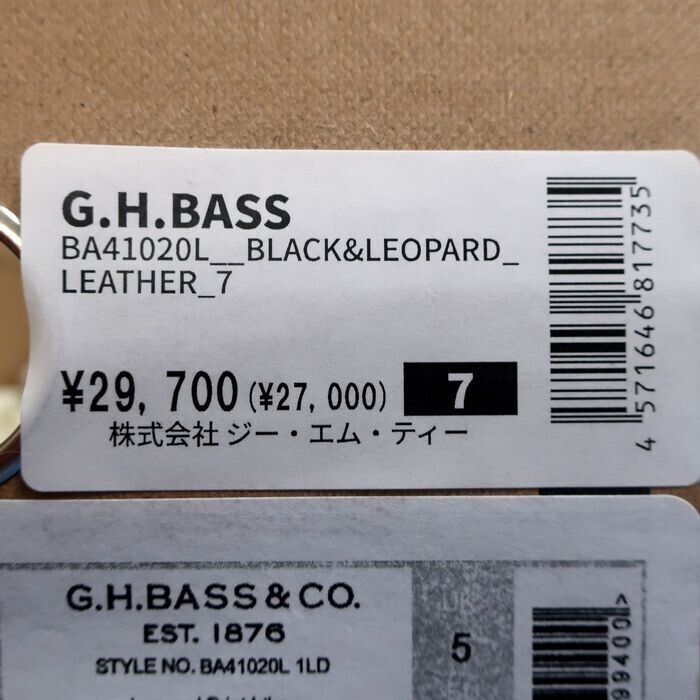 G.H.BASS
BA41020L__BLACK&LEOPARD_
LEATHER_7
¥29, 700 (¥27, 000) 7
株式会社 ジー・エム・ティー
4 571646 817735
G.H.BASS & CO.
EST. 1876
STYLE NO. BA41020L 1LD
5
9400 >